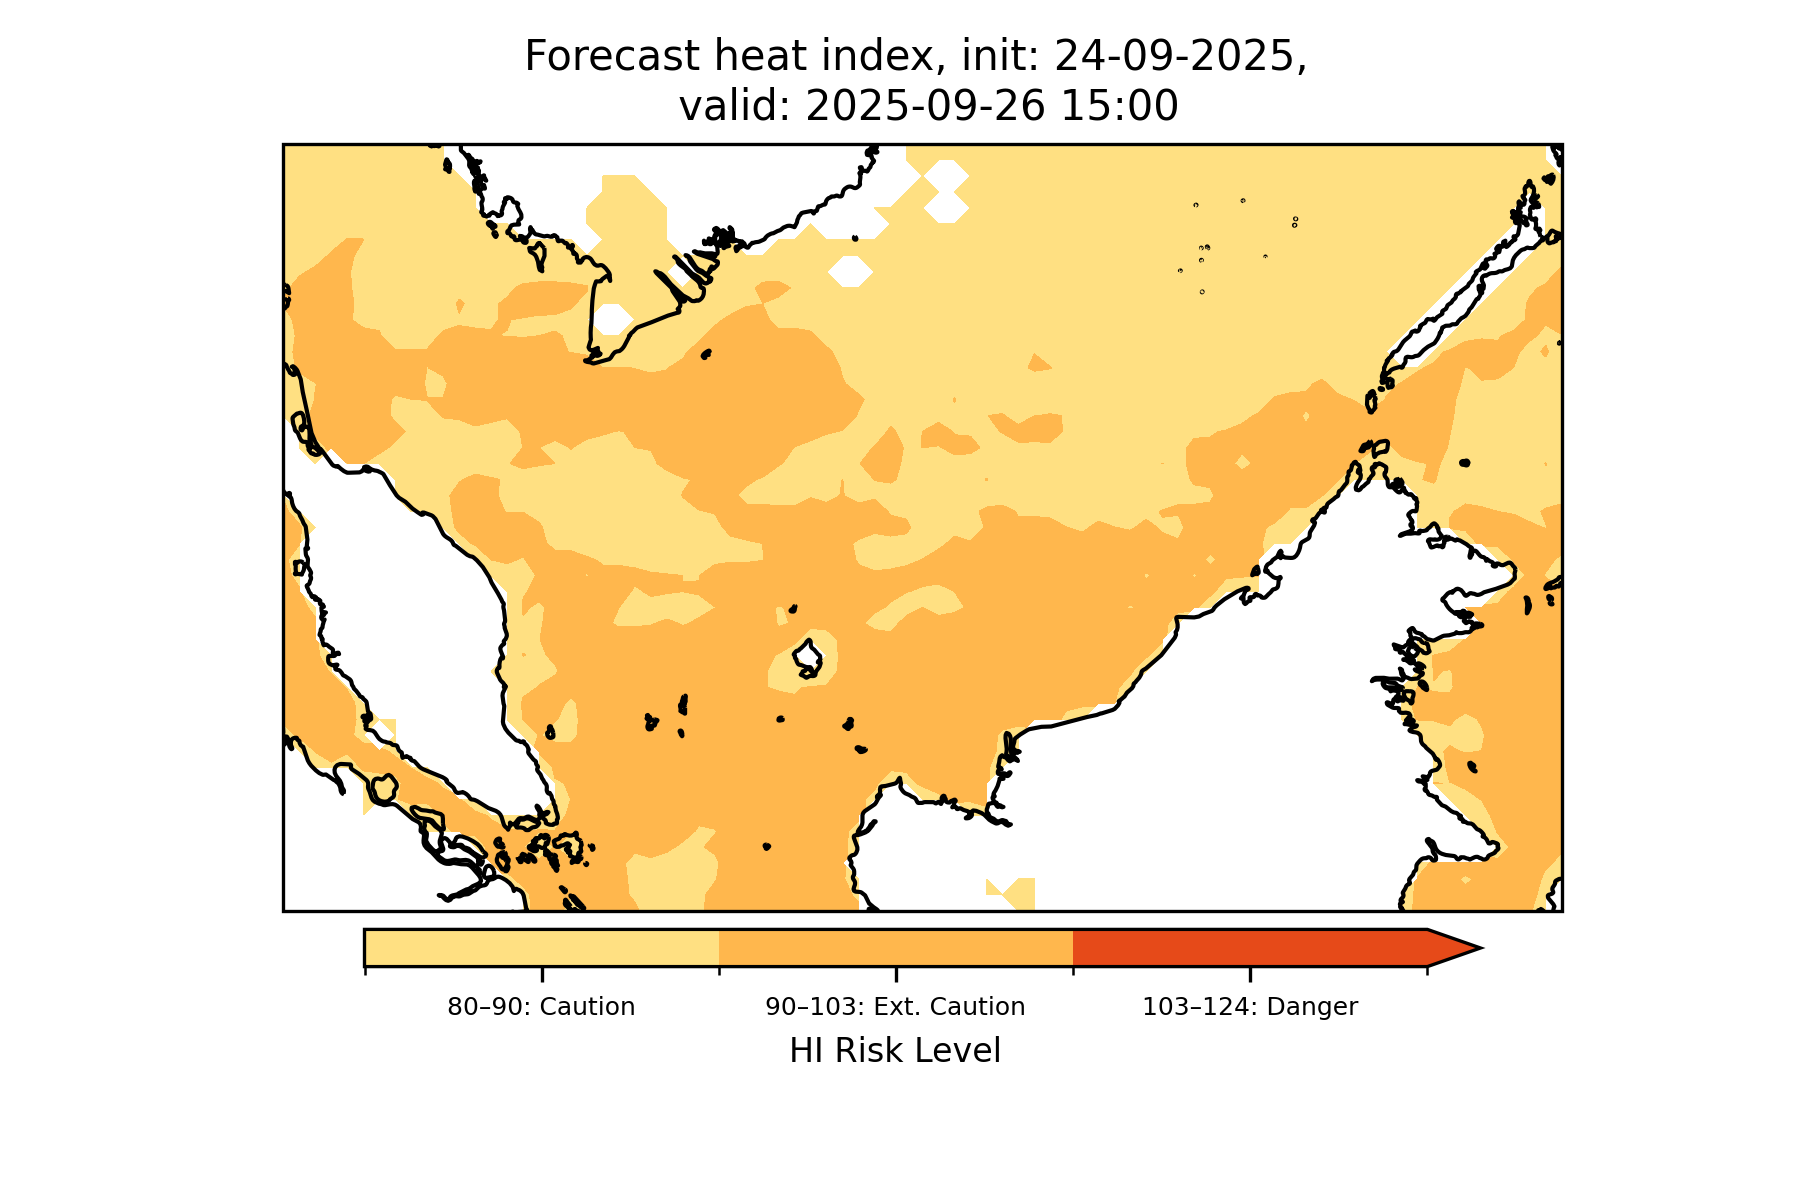 Forecast heat index, init: 24-09-2025,
valid: 2025-09-26 15:00
80–90: Caution
90–103: Ext. Caution
103–124: Danger
HI Risk Level